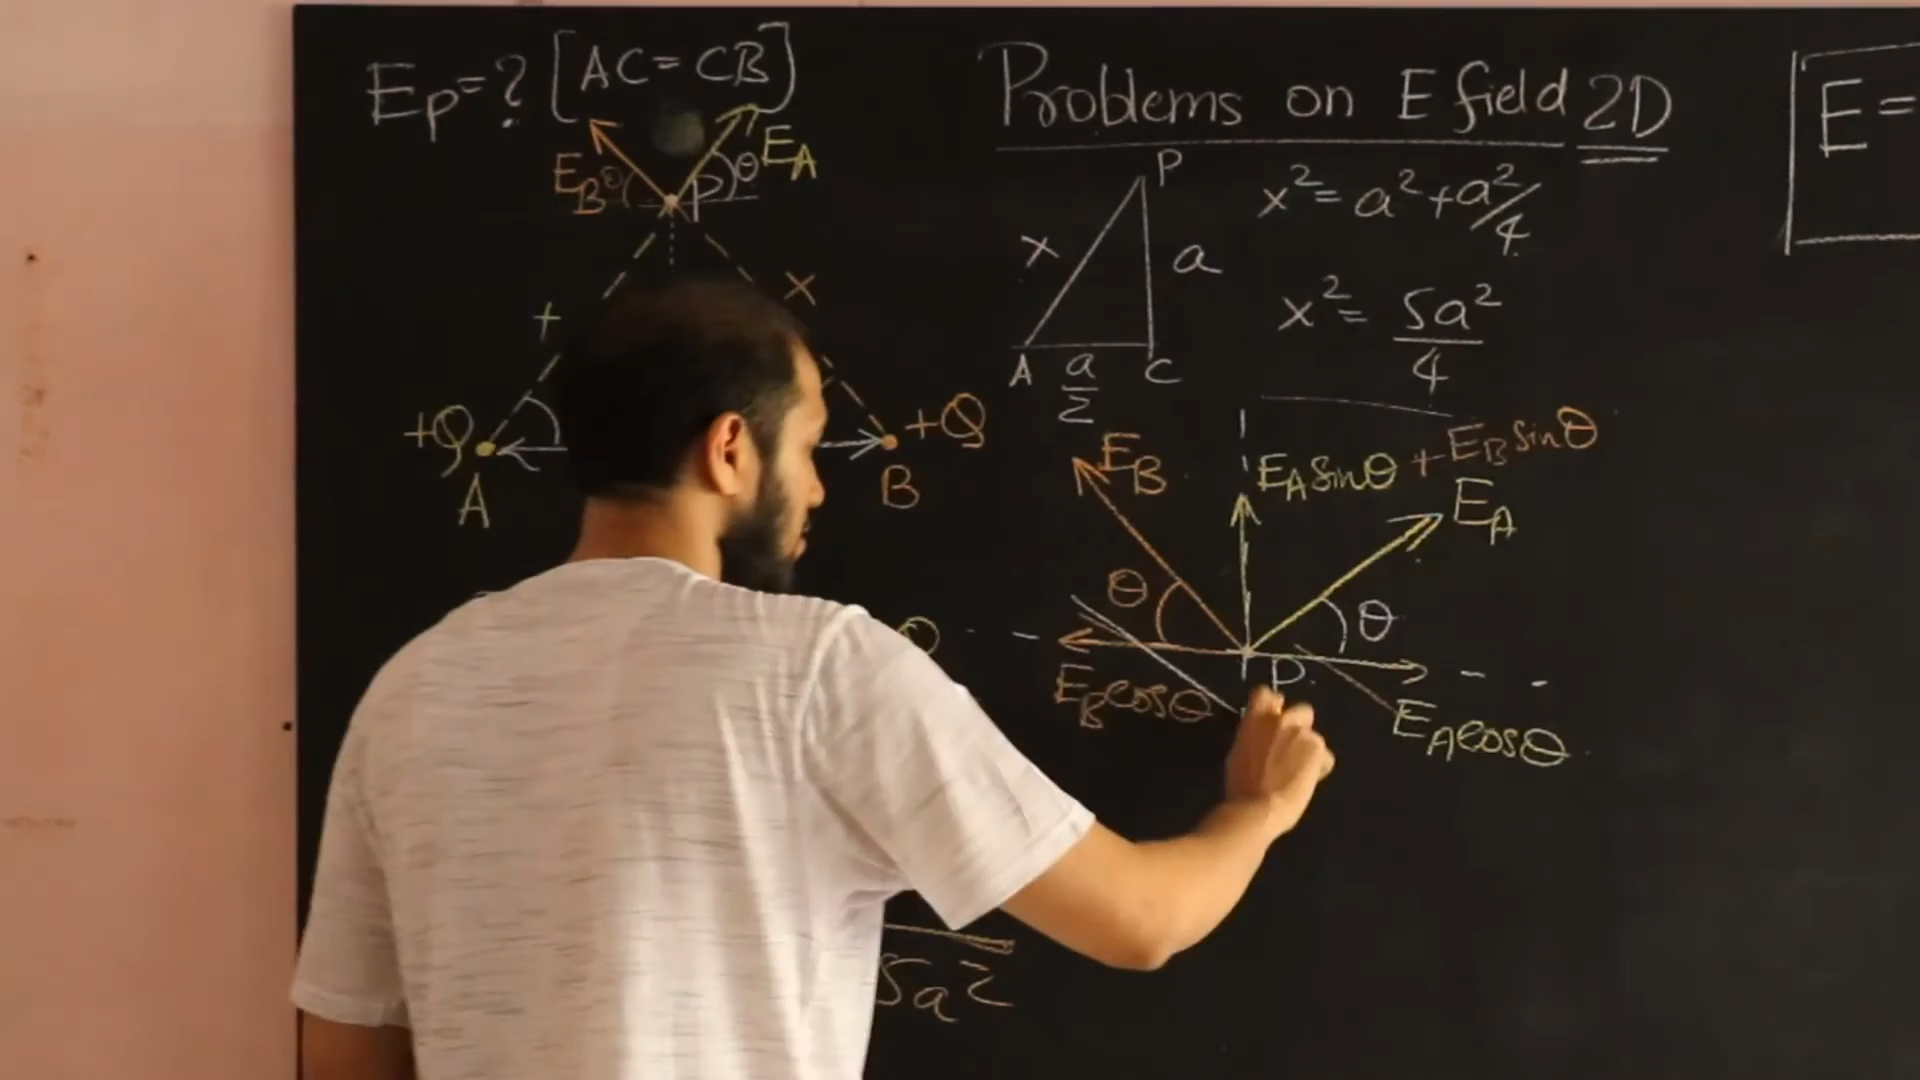 Ep=? [AC=CB]
EB θ P θ EA
x x
+Q +Q
A B
Problems on E field 2D
P
x a
A a/2 C
x² = a² + a²/4
x² = 5a²/4
E =
EB EA sinθ + EB sinθ
EA
θ θ
P
EB cosθ EA cosθ
5a²